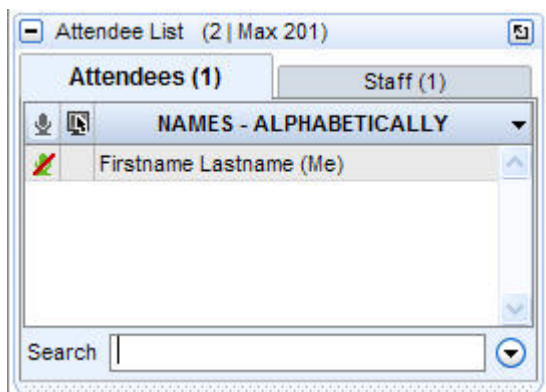 Attendee List (2 | Max 201)
Attendees (1) Staff (1)
NAMES - ALPHABETICALLY
Firstname Lastname (Me)
Search